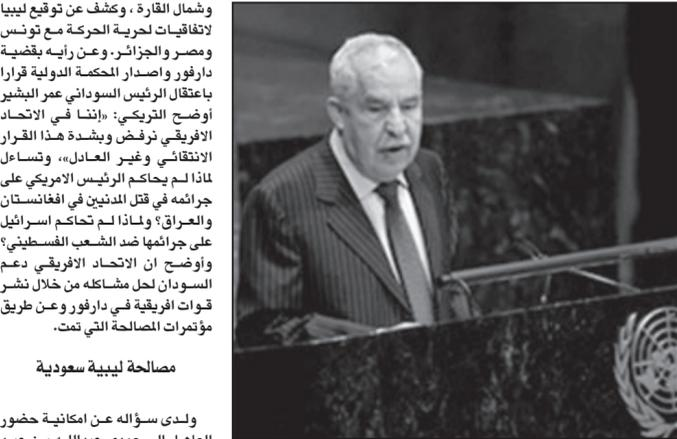 وشمال القارة ، وكشف عن توقيع ليبيا
لاتفاقيات لحرية الحركة مع تونس
ومصر والجزائر. وعن رأيه بقضية
دارفور واصدار المحكمة الدولية قرارا
باعتقال الرئيس السوداني عمر البشير
أوضح التريكي: «إننا في الاتحاد
الافريقي نرفض وبشدة هذا القرار
الانتقائي وغير العادل»، وتساءل
لماذا لم يحاكم الرئيس الامريكي على
جرائمه في قتل المدنيين في افغانستان
والعراق؟ ولماذا لم تحاكم اسرائيل
على جرائمها ضد الشعب الفسطيني؟
وأوضح ان الاتحاد الافريقي دعم
السودان لحل مشاكله من خلال نشر
قوات افريقية في دارفور وعن طريق
مؤتمرات المصالحة التي تمت.
مصالحة ليبية سعودية
ولدى سؤاله عن امكانية حضور